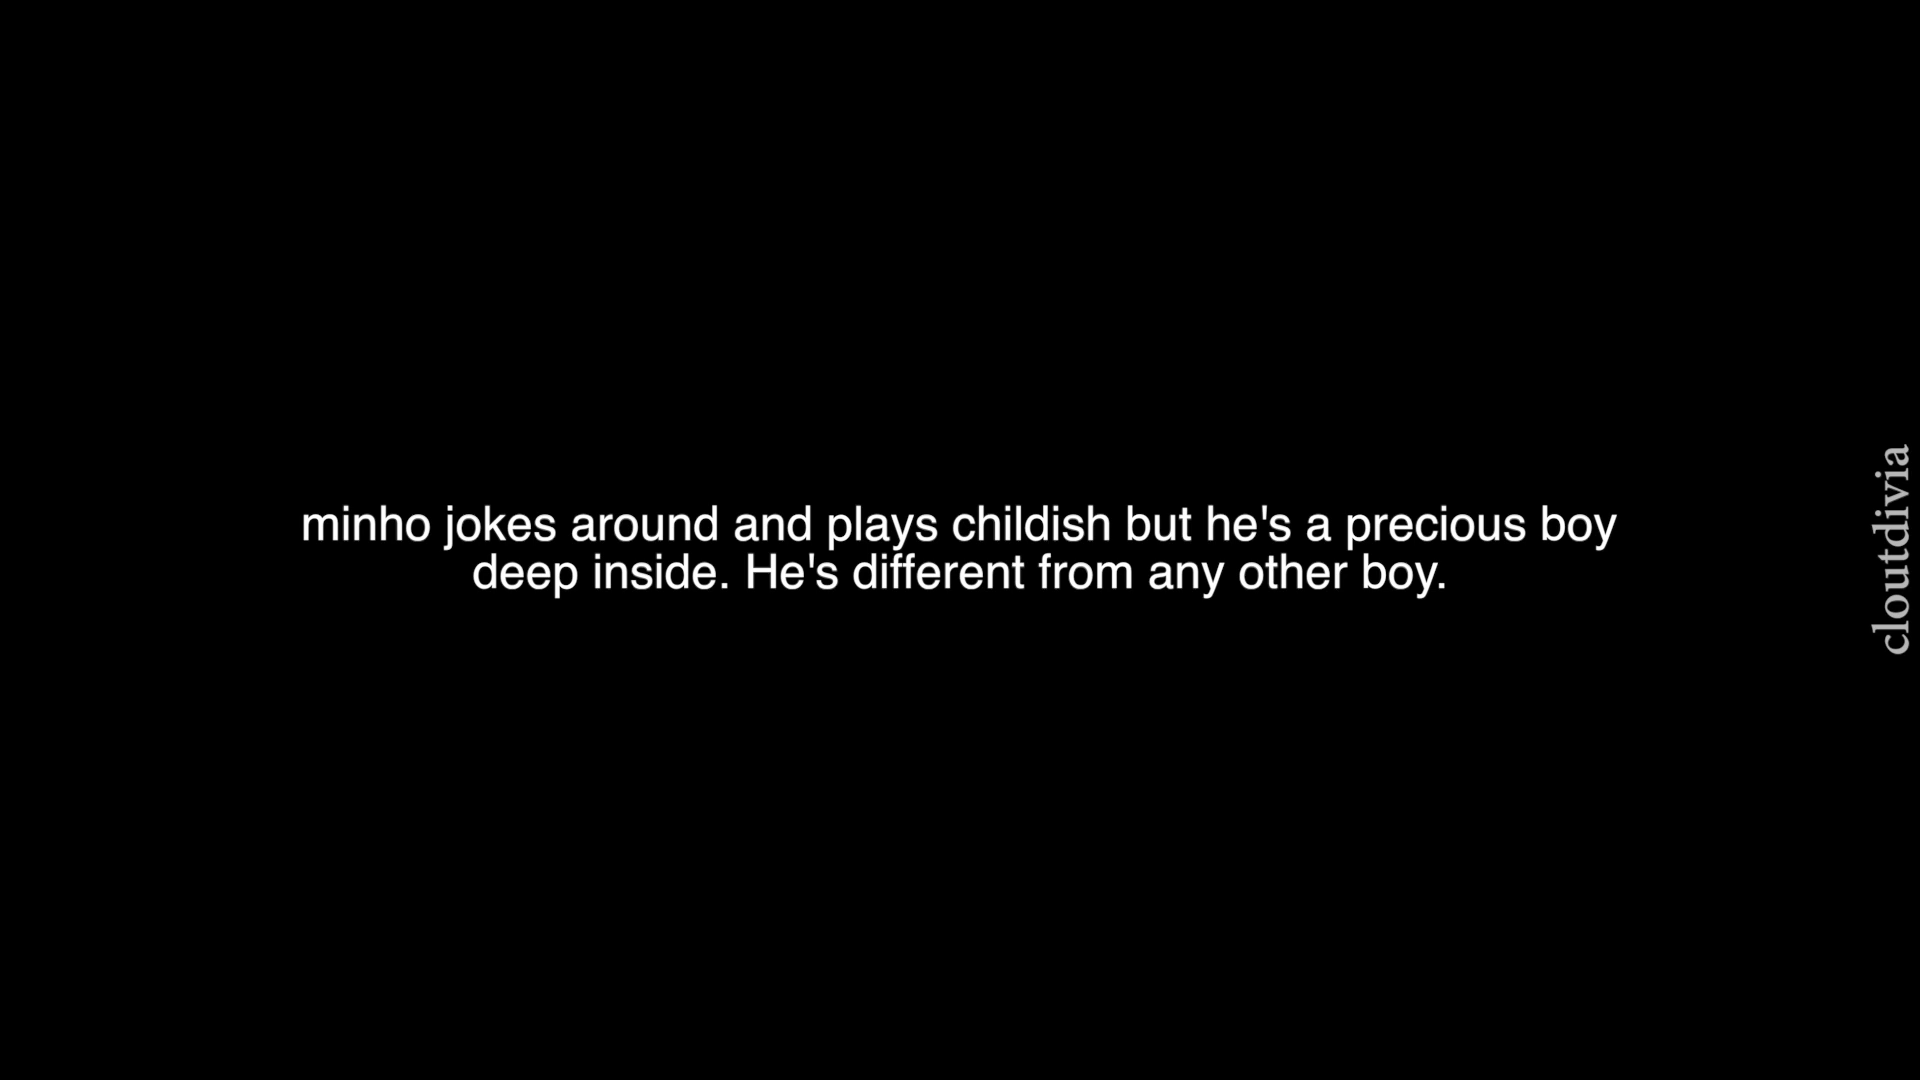 minho jokes around and plays childish but he's a precious boy
deep inside. He's different from any other boy.
cloutdivia